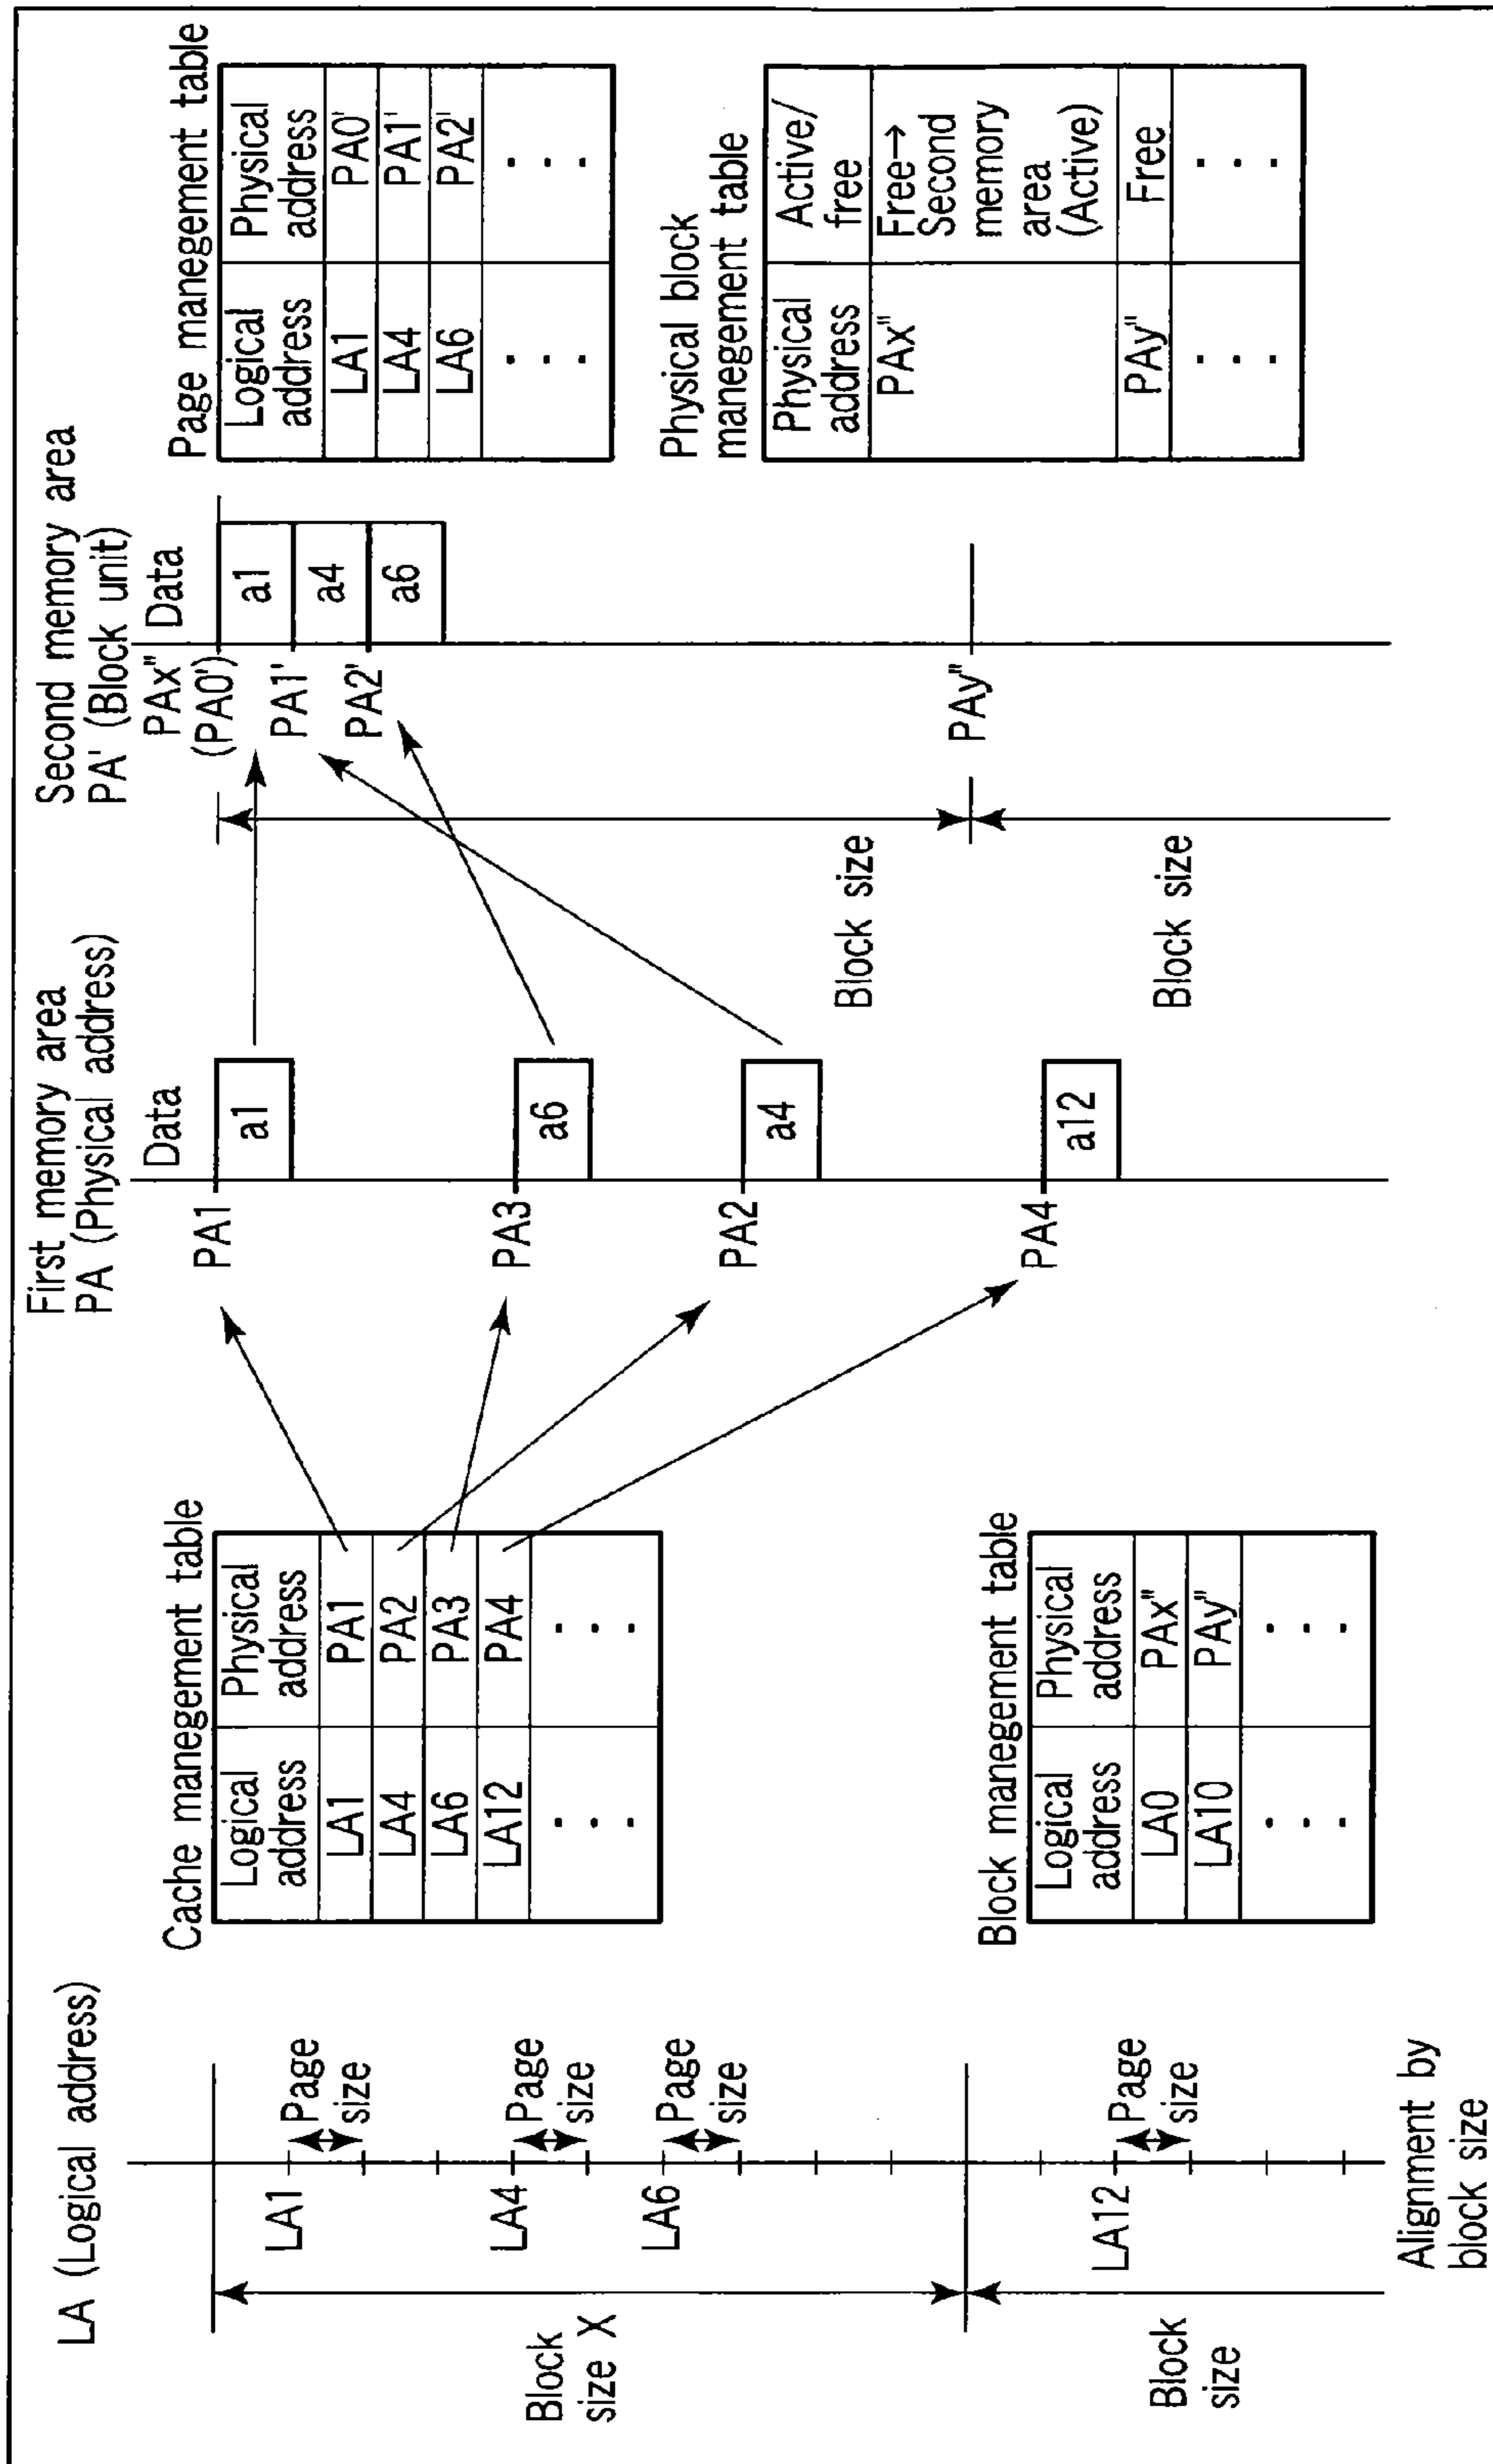 LA (Logical address)
LA1
Page
size
LA4
Page
size
LA6
Page
size
Block
size X
LA12
Page
size
Block
size
Alignment by
block size
Cache manegement table
Logical
address
Physical
address
LA1
PA1
LA4
PA2
LA6
PA3
LA12
PA4
Block manegement table
Logical
address
Physical
address
LA0
PAx"
LA10
PAy"
First memory area
PA (Physical address)
Data
PA1
a1
PA3
a6
PA2
a4
PA4
a12
Second memory area
PA' (Block unit)
PAx"
Data
(PA0')
a1
PA1'
a4
PA2'
a6
PAy"
Block size
Block size
Page manegement table
Logical
address
Physical
address
LA1
PA0'
LA4
PA1'
LA6
PA2'
Physical block
manegement table
Physical
address
Active/
free
PAx"
Free→
Second
memory
area
(Active)
PAy"
Free